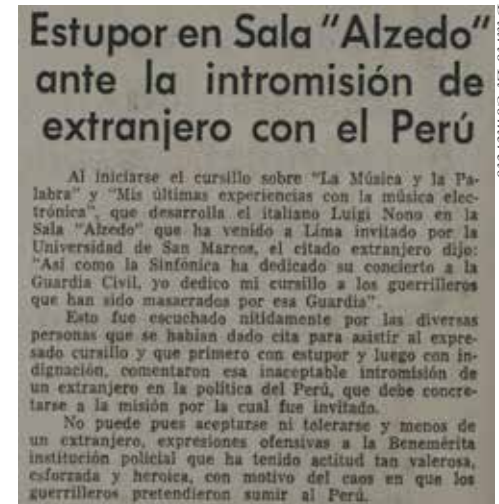 Estupor en Sala "Alzedo"
ante la intromisión de
extranjero con el Perú
Al iniciarse el cursillo sobre "La Música y la Pa-
labra" y "Mis últimas experiencias con la música elec-
trónica", que desarrolla el italiano Luigi Nono en la
Sala "Alzedo" que ha venido a Lima invitado por la
Universidad de San Marcos, el citado extranjero dijo:
"Así como la Sinfónica ha dedicado su concierto a la
Guardia Civil, yo dedico mi cursillo a los guerrilleros
que han sido masacrados por esa Guardia".
Esto fue escuchado nítidamente por las diversas
personas que se habían dado cita para asistir al expre-
sado cursillo y que primero con estupor y luego con in-
dignación, comentaron esa inaceptable intromisión de
un extranjero en la política del Perú, que debe concre-
tarse a la misión por la cual fue invitado.
No puede pues aceptarse ni tolerarse y menos de
un extranjero, expresiones ofensivas a la Benemérita
institución policial que ha tenido actitud tan valerosa,
esforzada y heroica, con motivo del caos en que los
guerrilleros pretendieron sumir al Perú.